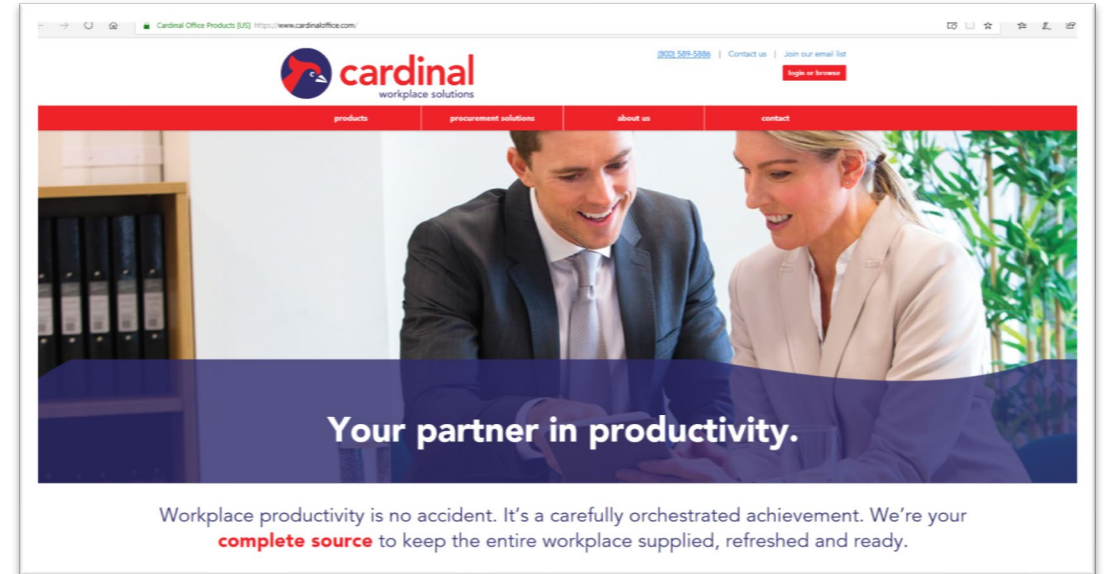 Cardinal Office Products [US] https://www.cardinaloffice.com/
(800) 589-5886 | Contact us | Join our email list
login or browse
cardinal
workplace solutions
products procurement solutions about us contact
Your partner in productivity.
Workplace productivity is no accident. It's a carefully orchestrated achievement. We're your
complete source to keep the entire workplace supplied, refreshed and ready.